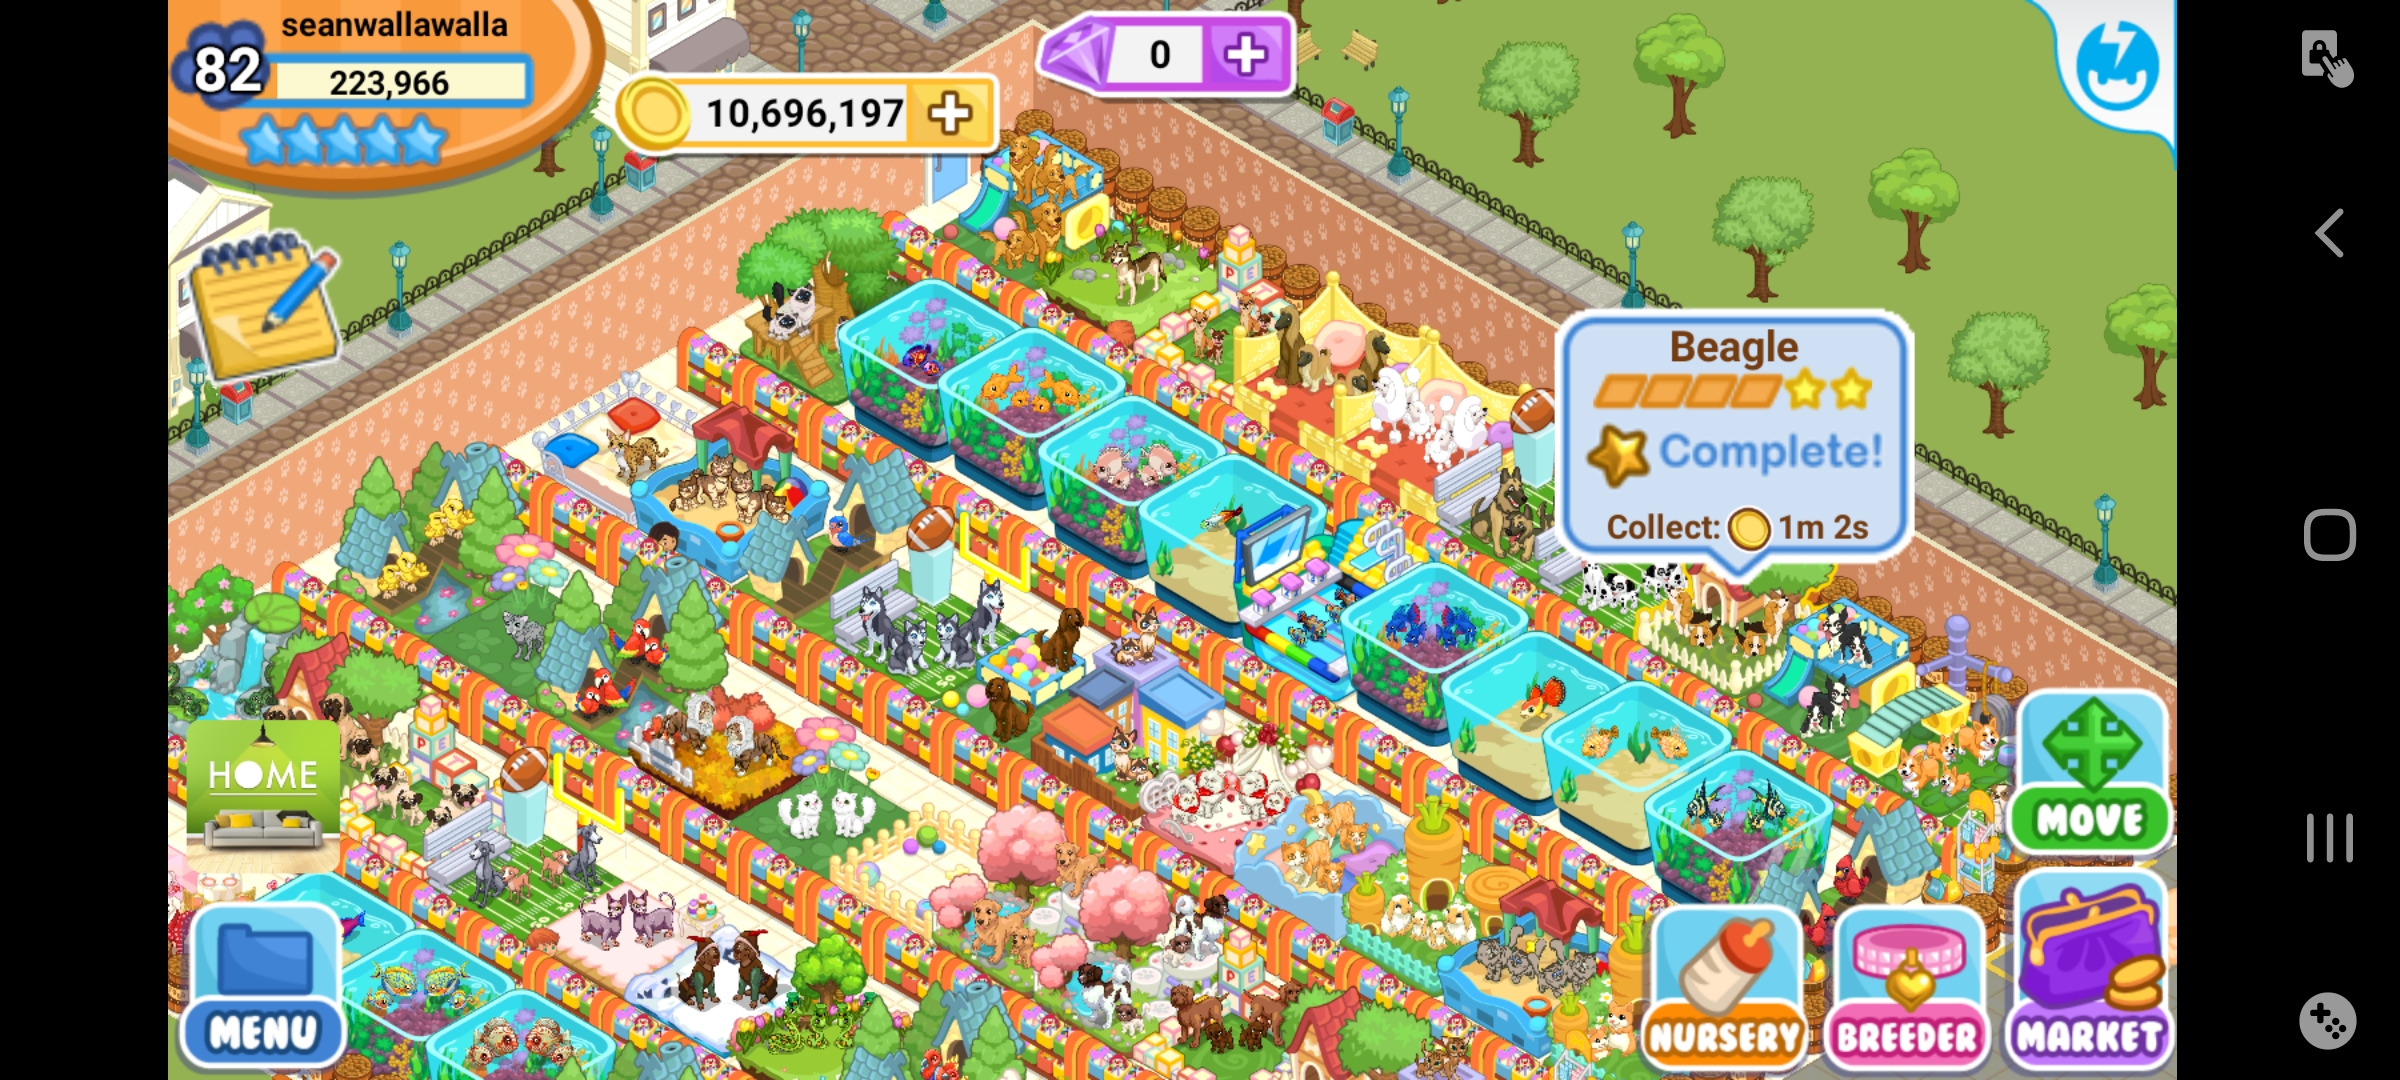 seanwallawalla
82
223,966
10,696,197
0
Beagle
Complete!
Collect: 1m 2s
HOME
MOVE
MENU
NURSERY
BREEDER
MARKET